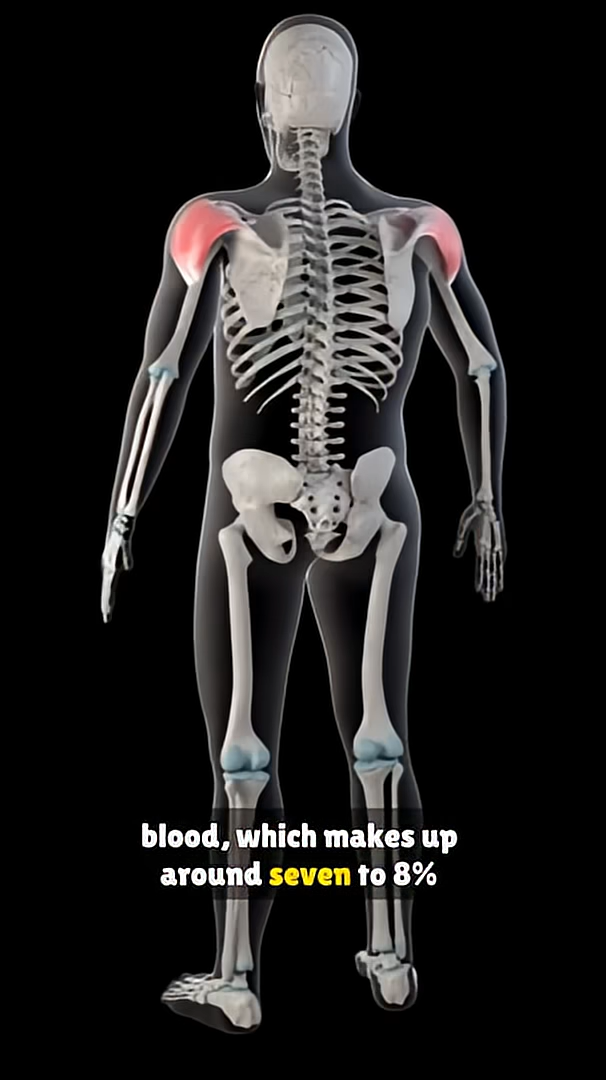 blood, which makes up
around seven to 8%